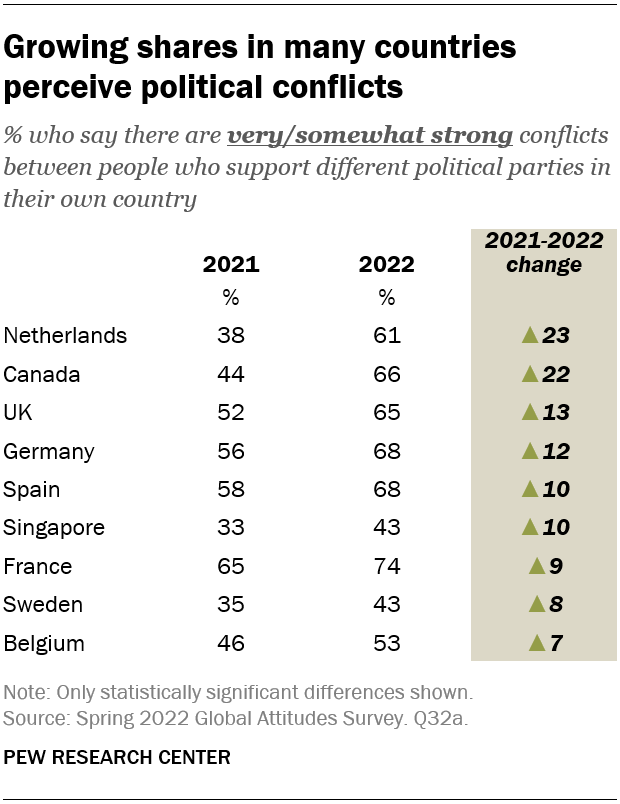 Growing shares in many countries
perceive political conflicts
% who say there are very/somewhat strong conflicts
between people who support different political parties in
their own country
2021 2022 2021-2022
change
% %
Netherlands 38 61 ▲23
Canada 44 66 ▲22
UK 52 65 ▲13
Germany 56 68 ▲12
Spain 58 68 ▲10
Singapore 33 43 ▲10
France 65 74 ▲9
Sweden 35 43 ▲8
Belgium 46 53 ▲7
Note: Only statistically significant differences shown.
Source: Spring 2022 Global Attitudes Survey. Q32a.
PEW RESEARCH CENTER